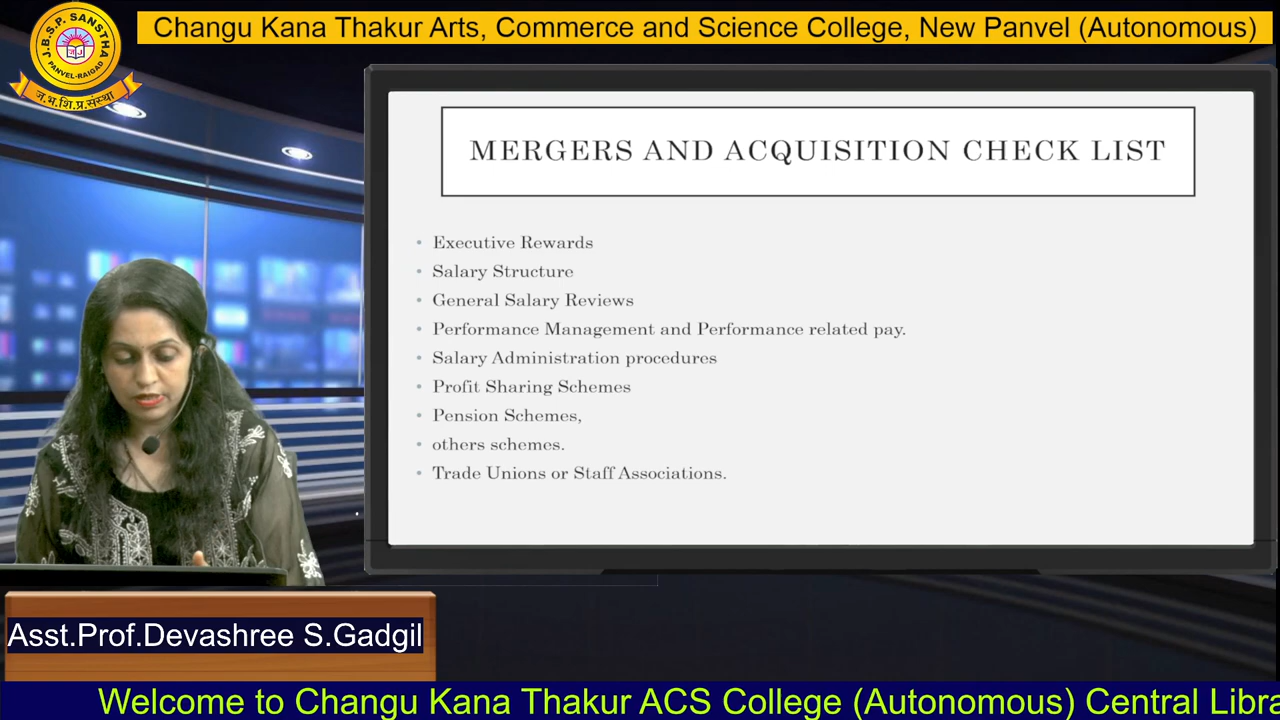 J.B.S.P. SANSTHA
PANVEL-RAIGAD
ज.भ.शि.प्र.संस्था
Changu Kana Thakur Arts, Commerce and Science College, New Panvel (Autonomous)
MERGERS AND ACQUISITION CHECK LIST
• Executive Rewards
• Salary Structure
• General Salary Reviews
• Performance Management and Performance related pay.
• Salary Administration procedures
• Profit Sharing Schemes
• Pension Schemes,
• others schemes.
• Trade Unions or Staff Associations.
Asst.Prof.Devashree S.Gadgil
Welcome to Changu Kana Thakur ACS College (Autonomous) Central Libra